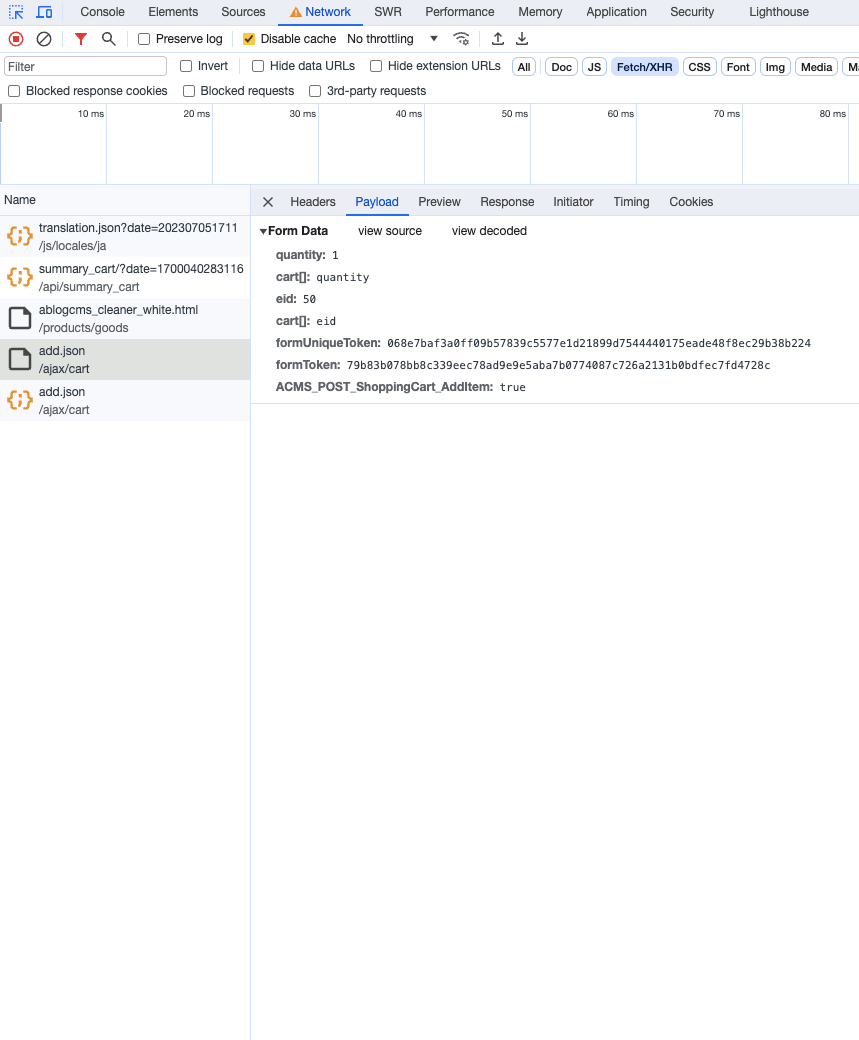 Console Elements Sources Network SWR Performance Memory Application Security Lighthouse
Preserve log Disable cache No throttling
Filter Invert Hide data URLs Hide extension URLs All Doc JS Fetch/XHR CSS Font Img Media
Blocked response cookies Blocked requests 3rd-party requests
10 ms 20 ms 30 ms 40 ms 50 ms 60 ms 70 ms 80 ms
Name
translation.json?date=202307051711
/js/locales/ja
summary_cart/?date=1700040283116
/api/summary_cart
ablogcms_cleaner_white.html
/products/goods
add.json
/ajax/cart
add.json
/ajax/cart
Headers Payload Preview Response Initiator Timing Cookies
Form Data view source view decoded
quantity: 1
cart[]: quantity
eid: 50
cart[]: eid
formUniqueToken: 068e7baf3a0ff09b57839c5577e1d21899d7544440175eade48f8ec29b38b224
formToken: 79b83b078bb8c339eec78ad9e9e5aba7b0774087c726a2131b0bdfec7fd4728c
ACMS_POST_ShoppingCart_AddItem: true